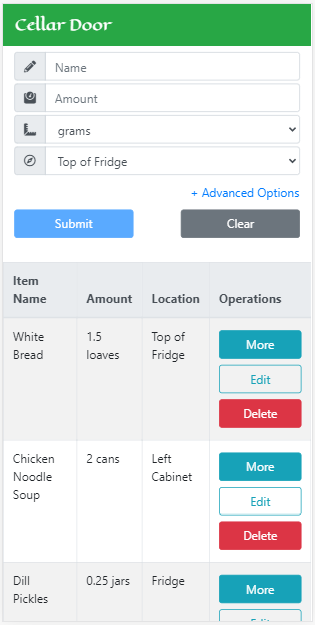 Cellar Door
Name
Amount
grams
Top of Fridge
+ Advanced Options
Submit Clear
Item
Name Amount Location Operations
White 1.5 Top of More
Bread loaves Fridge
Edit
Delete
Chicken 2 cans Left More
Noodle Cabinet
Soup Edit
Delete
Dill 0.25 jars Fridge More
Pickles
Edit